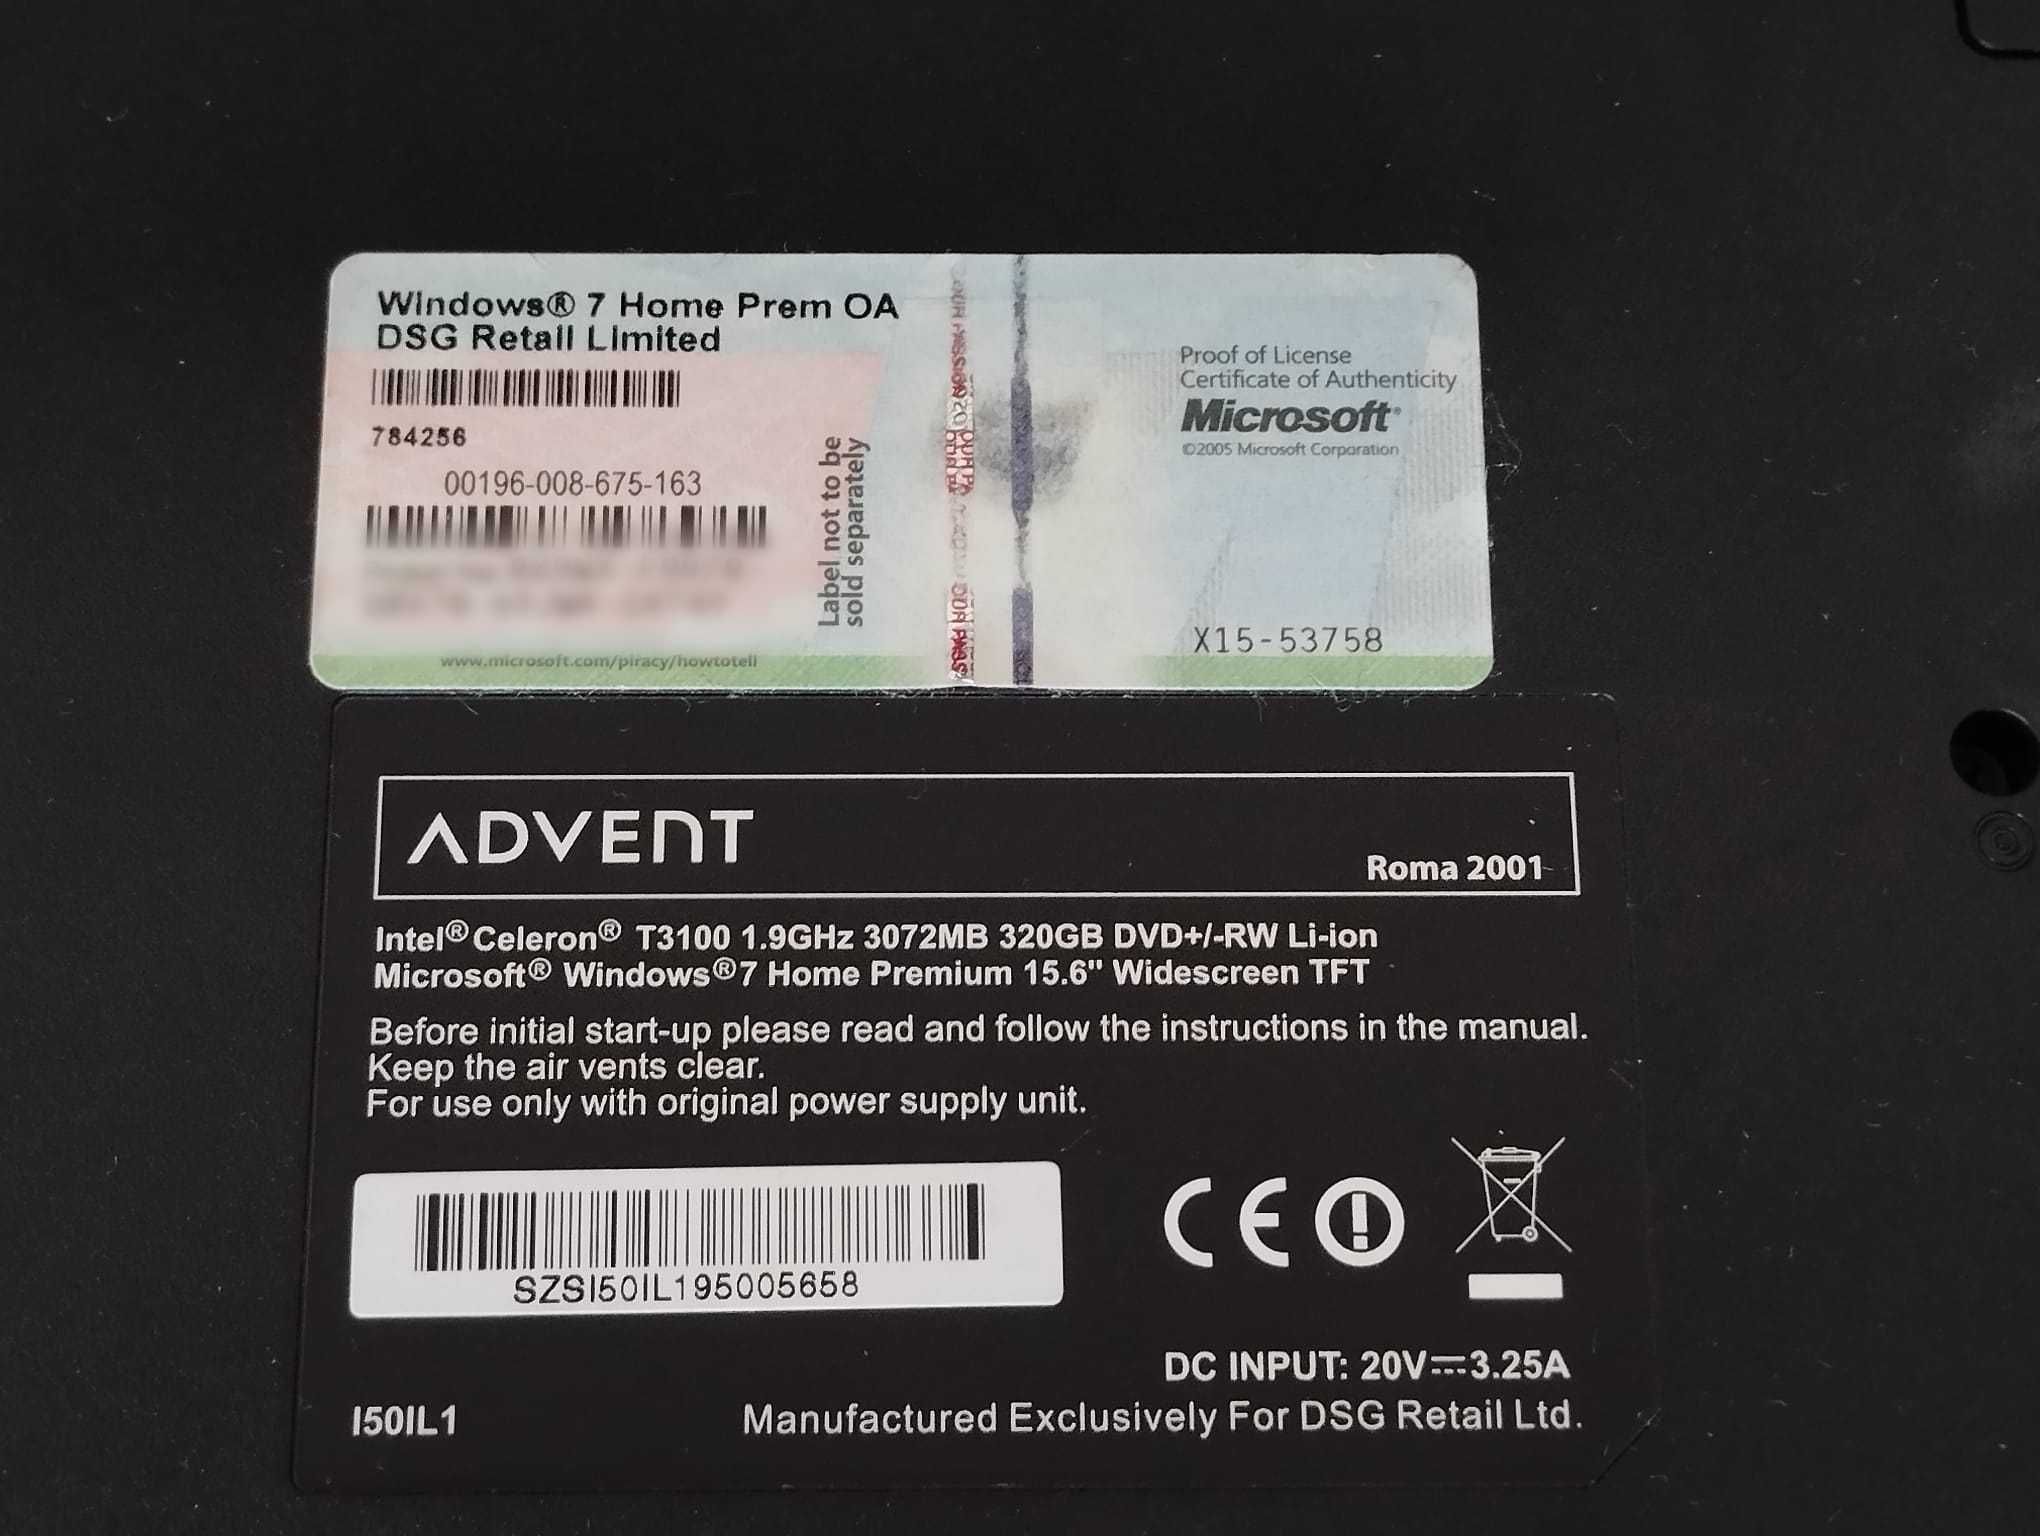 Windows® 7 Home Prem OA
DSG Retail Limited
784256
00196-008-675-163
Label not to be
sold separately
www.microsoft.com/piracy/howtotell
Proof of License
Certificate of Authenticity
Microsoft®
©2005 Microsoft Corporation
X15-53758
ADVENT
Roma 2001
Intel® Celeron® T3100 1.9GHz 3072MB 320GB DVD+/-RW Li-ion
Microsoft® Windows®7 Home Premium 15.6" Widescreen TFT
Before initial start-up please read and follow the instructions in the manual.
Keep the air vents clear.
For use only with original power supply unit.
SZSI50IL195005658
CE
DC INPUT: 20V⎓3.25A
I50IL1
Manufactured Exclusively For DSG Retail Ltd.